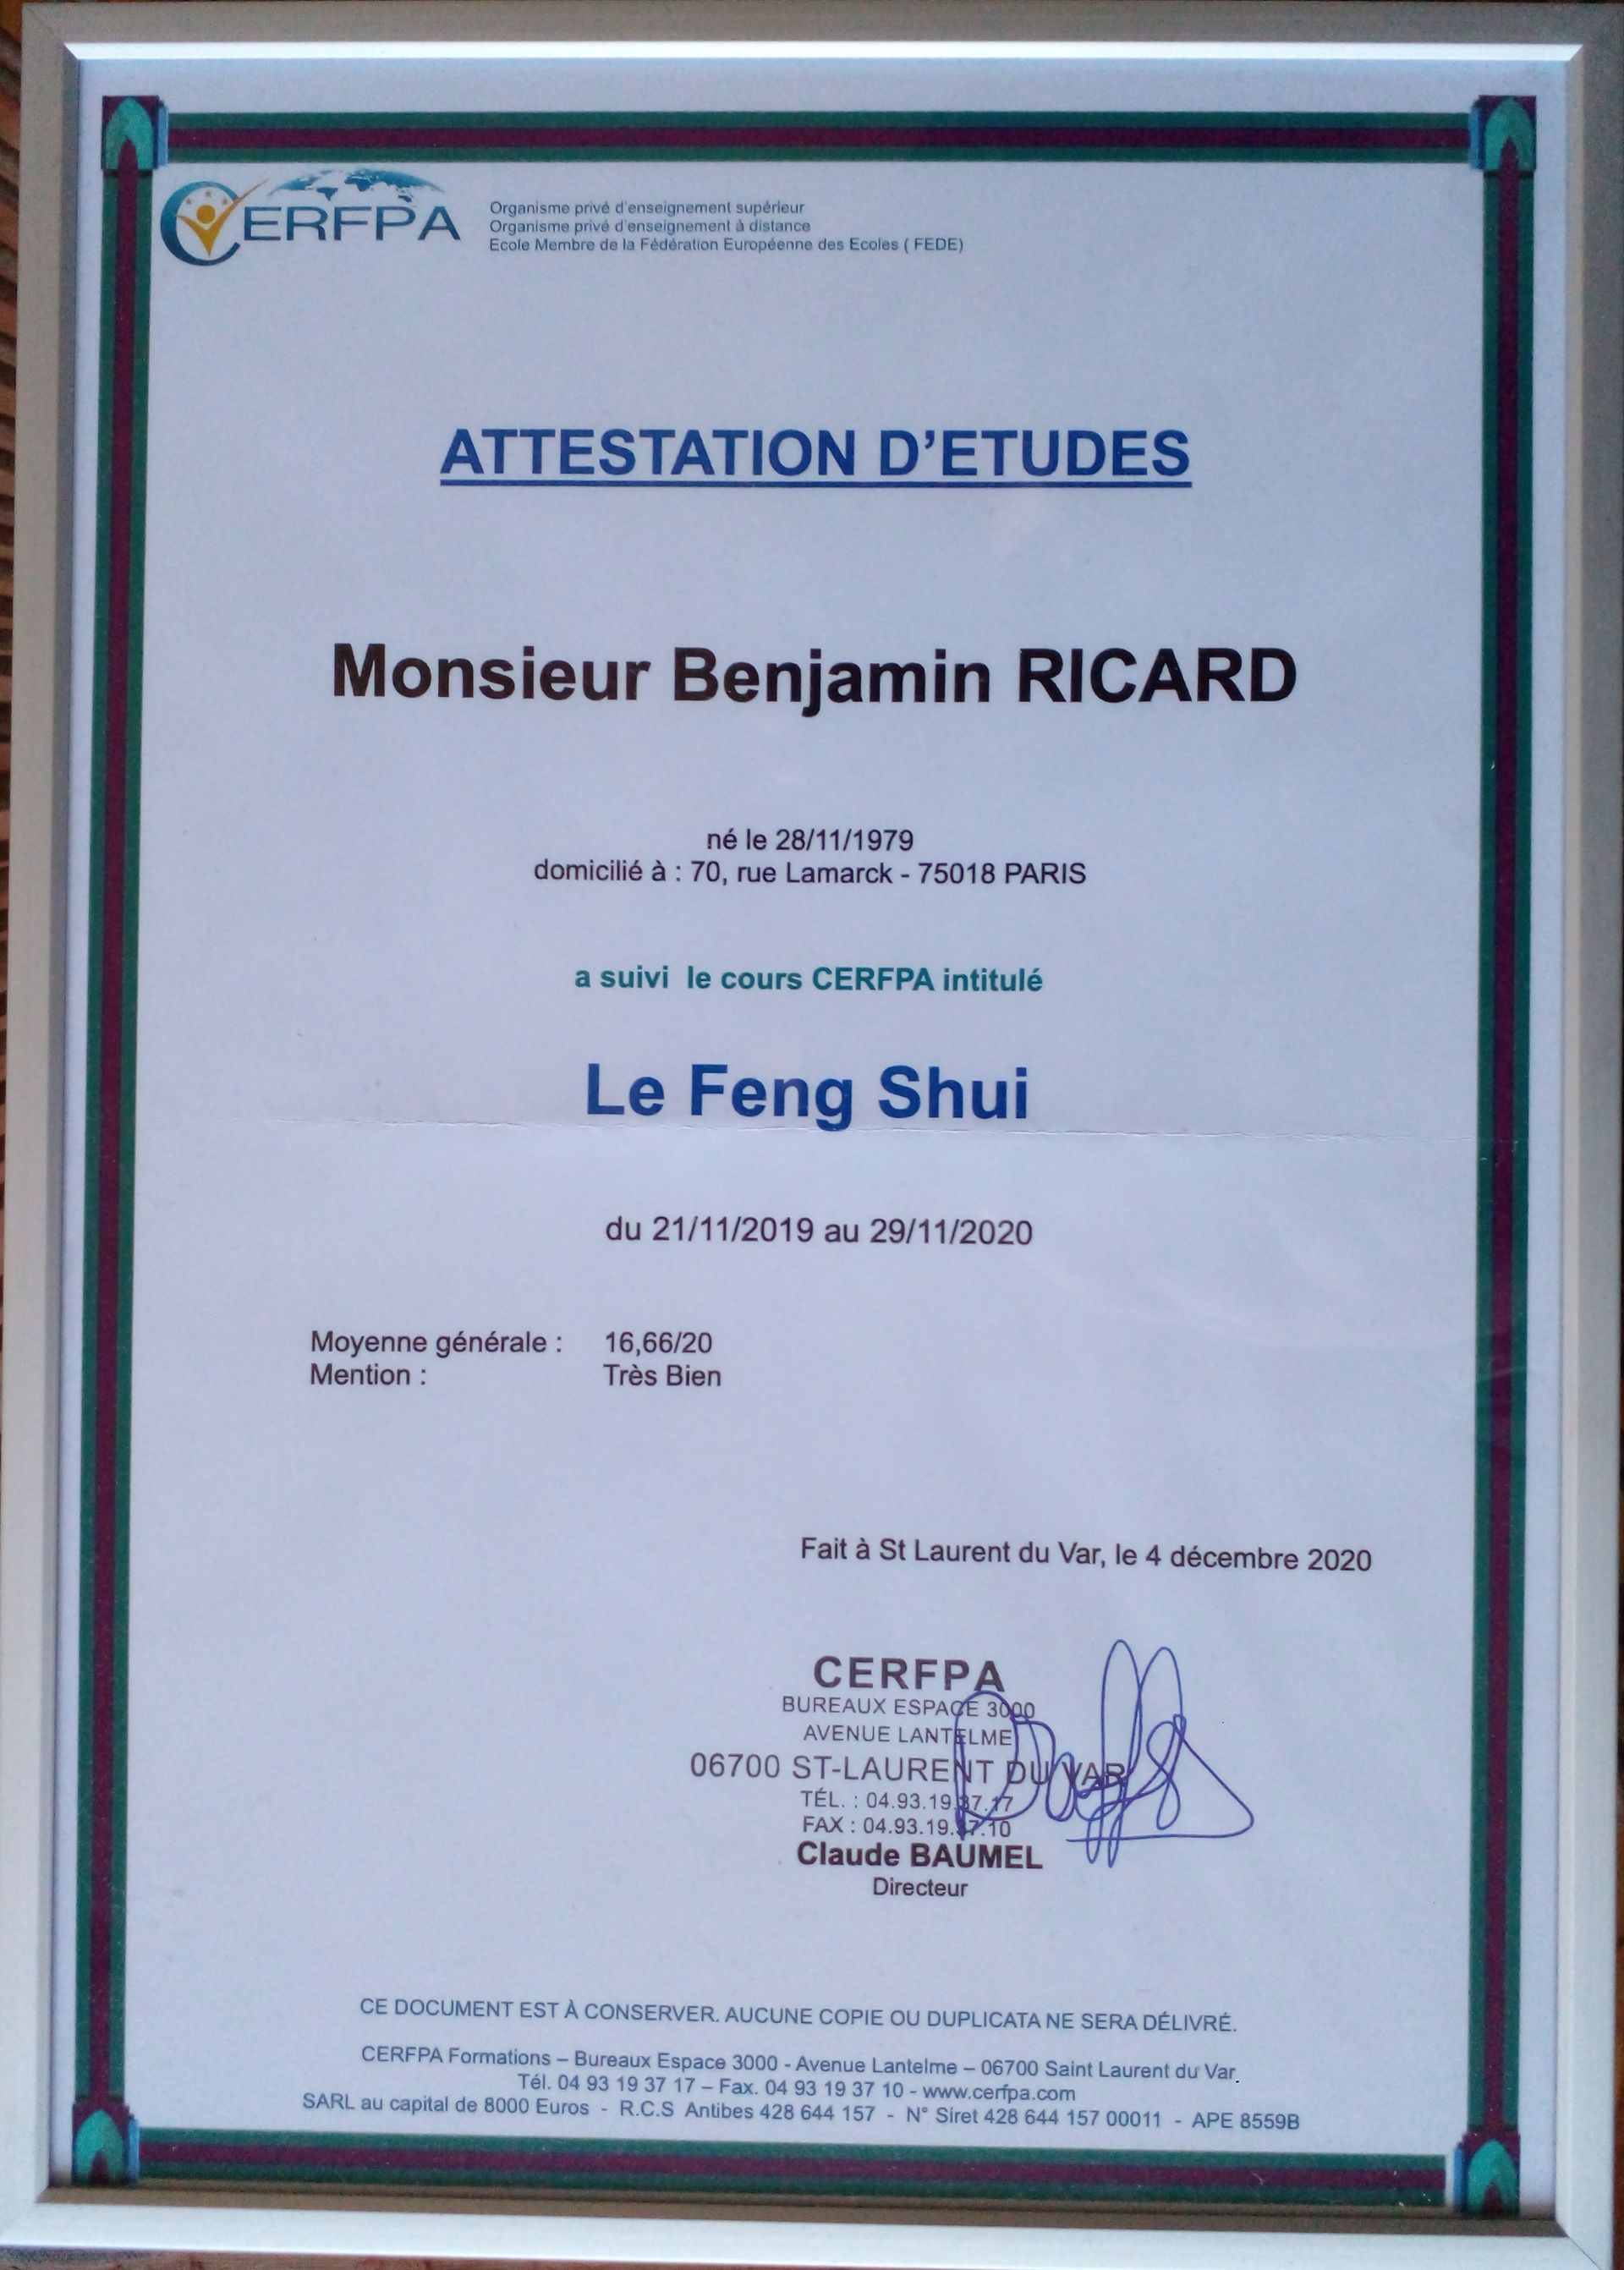 CERFPA
Organisme privé d'enseignement supérieur
Organisme privé d'enseignement à distance
Ecole Membre de la Fédération Européenne des Ecoles ( FEDE)
ATTESTATION D'ETUDES
Monsieur Benjamin RICARD
né le 28/11/1979
domicilié à : 70, rue Lamarck - 75018 PARIS
a suivi le cours CERFPA intitulé
Le Feng Shui
du 21/11/2019 au 29/11/2020
Moyenne générale : 16,66/20
Mention : Très Bien
Fait à St Laurent du Var, le 4 décembre 2020
CERFPA
BUREAUX ESPACE 3000
AVENUE LANTELME
06700 ST-LAURENT DU VAR
TÉL. : 04.93.19.37.17
FAX : 04.93.19.37.10
Claude BAUMEL
Directeur
CE DOCUMENT EST À CONSERVER. AUCUNE COPIE OU DUPLICATA NE SERA DÉLIVRÉ.
CERFPA Formations – Bureaux Espace 3000 - Avenue Lantelme – 06700 Saint Laurent du Var.
Tél. 04 93 19 37 17 – Fax. 04 93 19 37 10 - www.cerfpa.com
SARL au capital de 8000 Euros - R.C.S Antibes 428 644 157 - N° Siret 428 644 157 00011 - APE 8559B